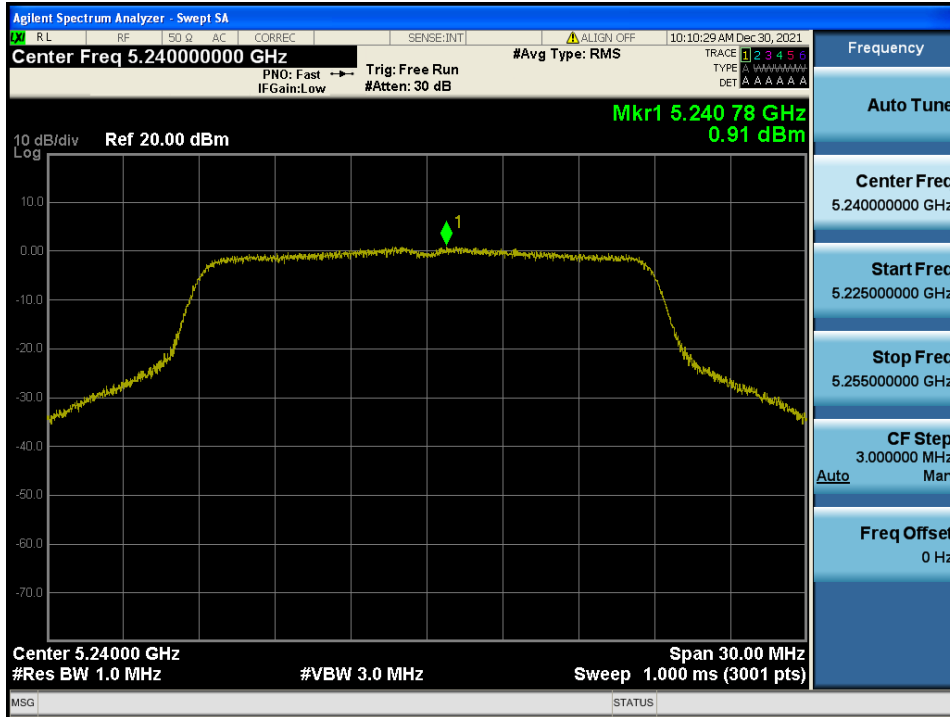 Agilent Spectrum Analyzer - Swept SA
LXI RL RF 50 Ω AC CORREC SENSE:INT ALIGN OFF 10:10:29 AM Dec 30, 2021
Center Freq 5.240000000 GHz
PNO: Fast
IFGain:Low
Trig: Free Run
#Atten: 30 dB
#Avg Type: RMS
TRACE 1 2 3 4 5 6
TYPE A WWWWW
DET A A A A A A
Mkr1 5.240 78 GHz
0.91 dBm
10 dB/div Ref 20.00 dBm
Log
1
10.0
0.00
-10.0
-20.0
-30.0
-40.0
-50.0
-60.0
-70.0
Center 5.24000 GHz Span 30.00 MHz
#Res BW 1.0 MHz #VBW 3.0 MHz Sweep 1.000 ms (3001 pts)
MSG STATUS
Frequency
Auto Tune
Center Freq
5.240000000 GHz
Start Freq
5.225000000 GHz
Stop Freq
5.255000000 GHz
CF Step
3.000000 MHz
Auto Man
Freq Offset
0 Hz